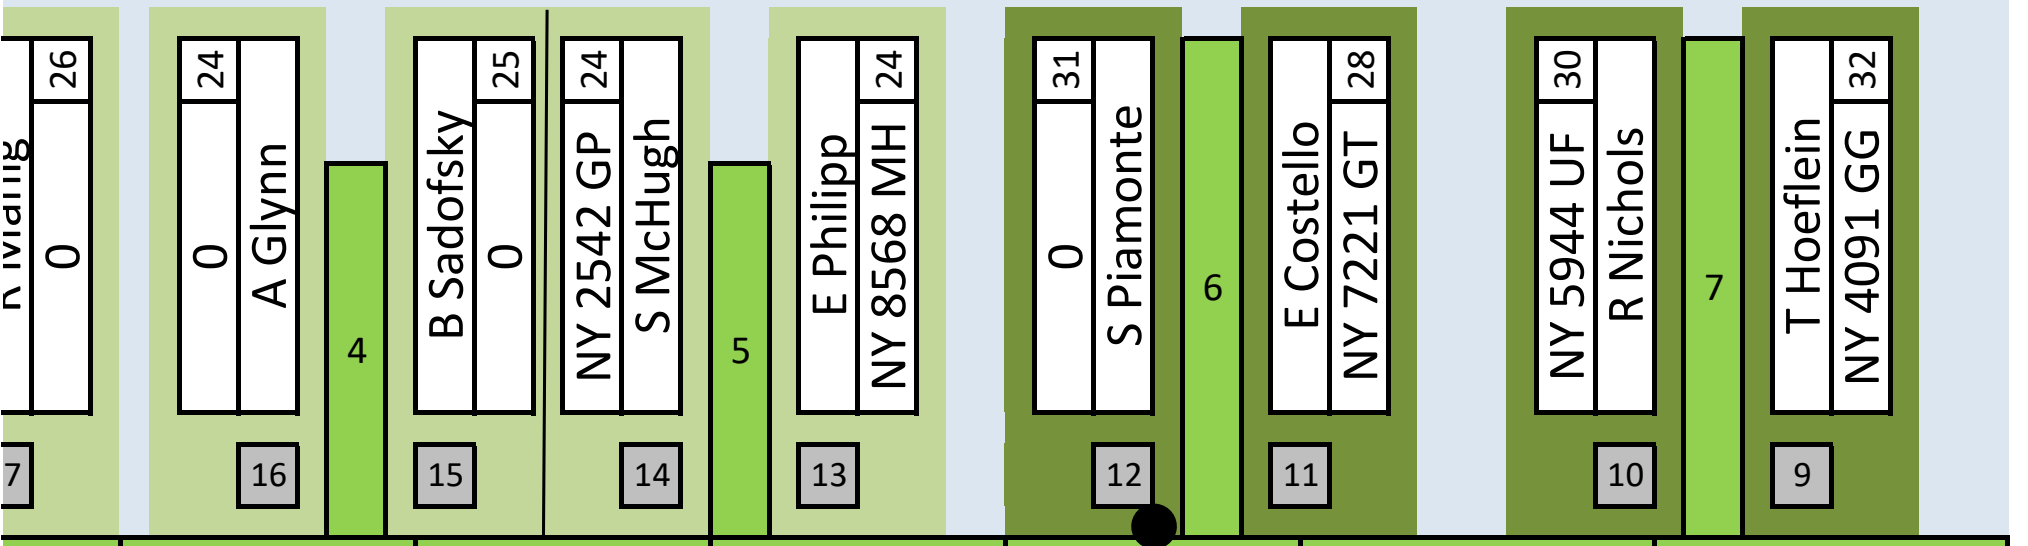 26
0
7
24
0
A Glynn
16
4
B Sadofsky
25
0
15
24
NY 2542 GP
S McHugh
14
5
E Philipp
24
NY 8568 MH
13
31
0
S Piamonte
12
6
E Costello
28
NY 7221 GT
11
30
NY 5944 UF
R Nichols
10
7
T Hoeflein
32
NY 4091 GG
9